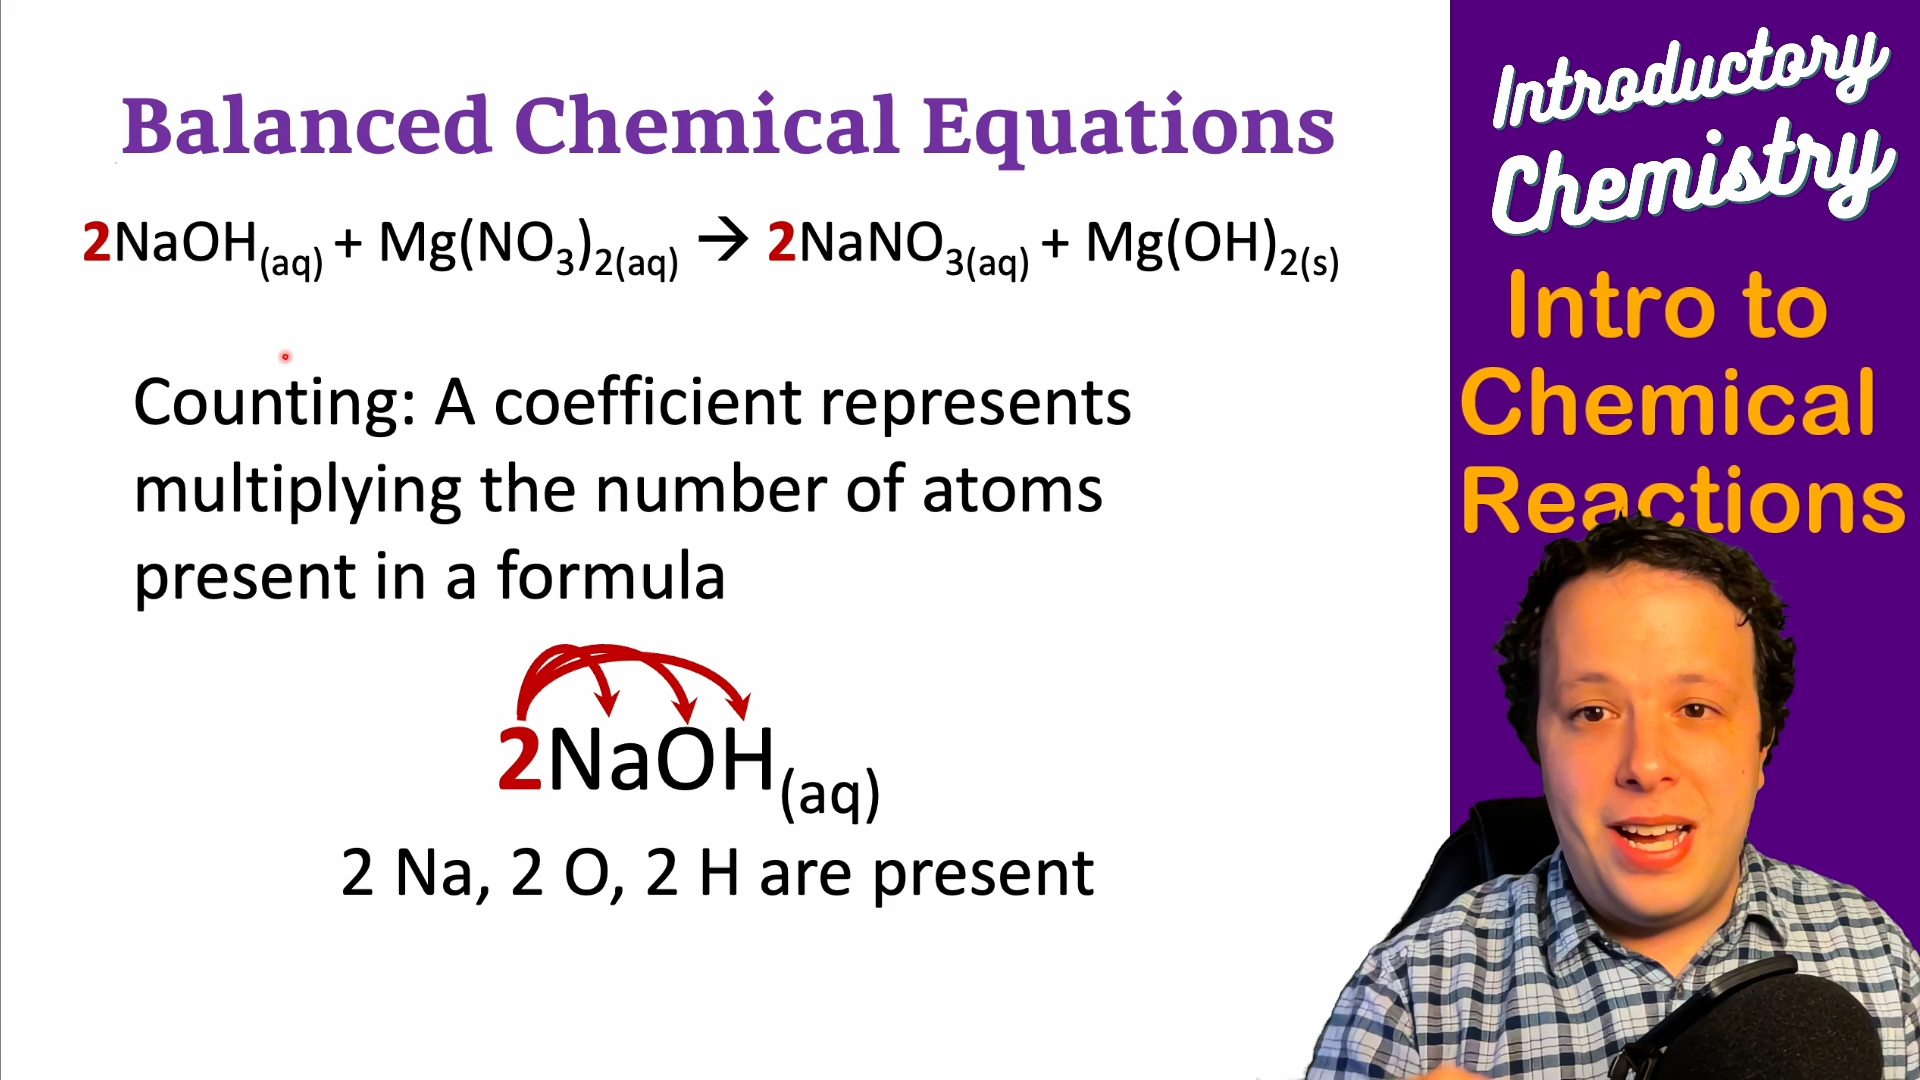 Balanced Chemical Equations
2NaOH(aq) + Mg(NO3)2(aq) → 2NaNO3(aq) + Mg(OH)2(s)
Counting: A coefficient represents
multiplying the number of atoms
present in a formula
2NaOH(aq)
2 Na, 2 O, 2 H are present
Introductory
Chemistry
Intro to
Chemical
Reactions